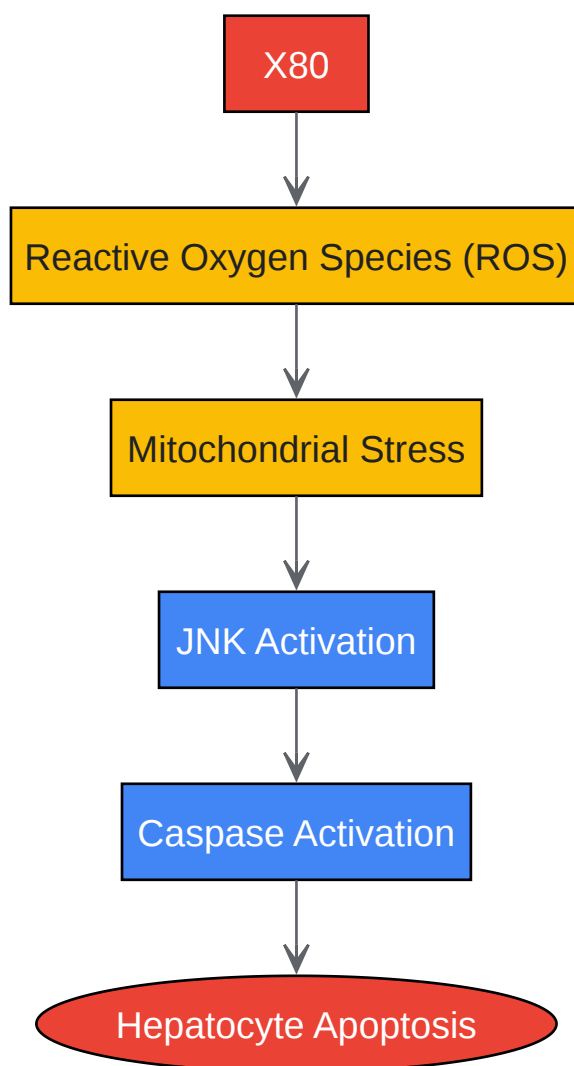 X80
Reactive Oxygen Species (ROS)
Mitochondrial Stress
JNK Activation
Caspase Activation
Hepatocyte Apoptosis